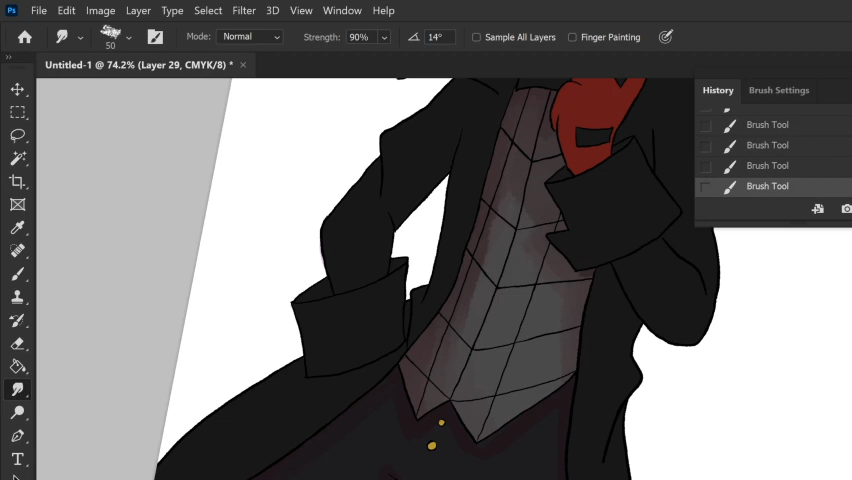 Ps File Edit Image Layer Type Select Filter 3D View Window Help
50 Mode: Normal Strength: 90% 14° Sample All Layers Finger Painting
Untitled-1 @ 74.2% (Layer 29, CMYK/8) * ×
History Brush Settings
Brush Tool
Brush Tool
Brush Tool
Brush Tool